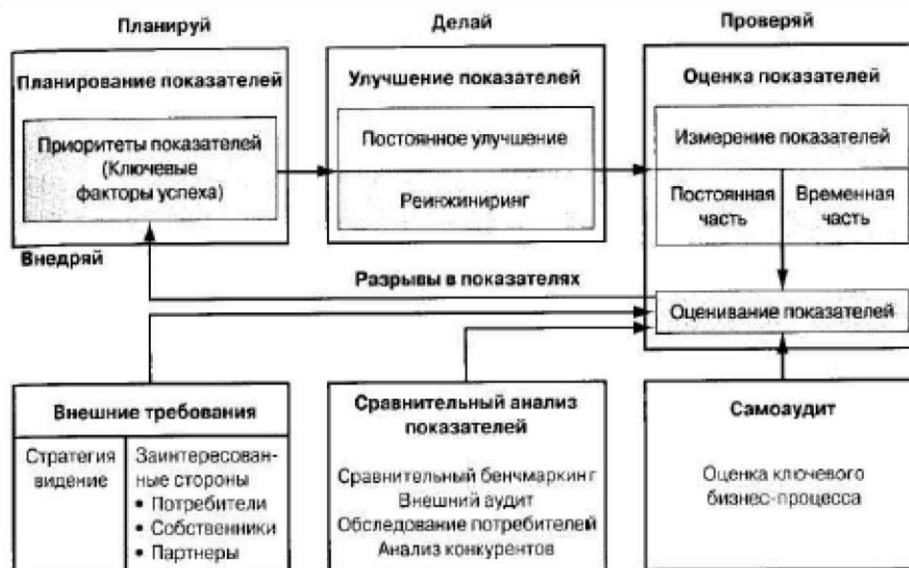 Планируй
Делай
Проверяй
Планирование показателей
Приоритеты показателей
(Ключевые
факторы успеха)
Улучшение показателей
Постоянное улучшение
Реинжиниринг
Оценка показателей
Измерение показателей
Постоянная
часть
Временная
часть
Внедряй
Разрывы в показателях
Оценивание показателей
Внешние требования
Стратегия
видение
Заинтересован-
ные стороны
• Потребители
• Собственники
• Партнеры
Сравнительный анализ
показателей
Сравнительный бенчмаркинг
Внешний аудит
Обследование потребителей
Анализ конкурентов
Самоаудит
Оценка ключевого
бизнес-процесса